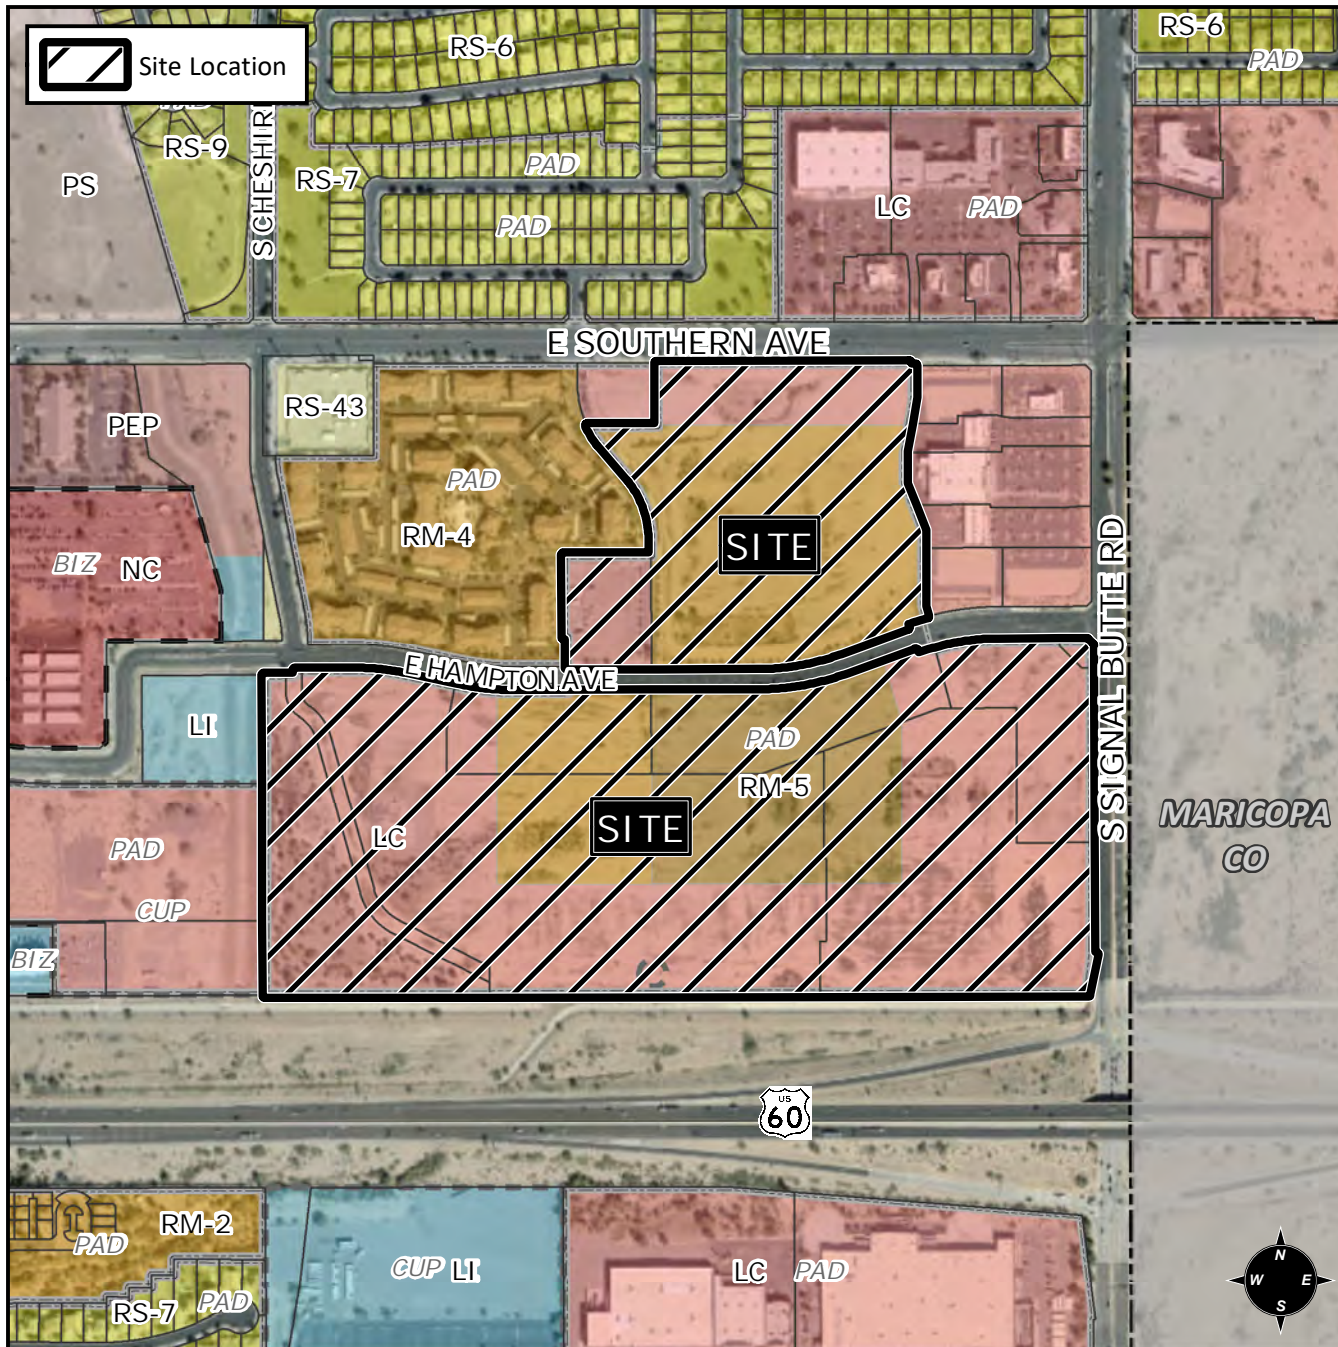 RS-6
RS-6
PAD
Site Location
PAD
RS-9
S CHESHIRE
RS-7
PAD
PS
LC
PAD
PAD
E SOUTHERN AVE
RS-43
PEP
PAD
RM-4
SITE
BIZ
NC
S SIGNAL BUTTE RD
E HAMPTON AVE
LI
PAD
RM-5
MARICOPA
CO
SITE
LC
PAD
CUP
BIZ
US
60
RM-2
PAD
CUP
LI
LC
PAD
RS-7
PAD
N
W
E
S